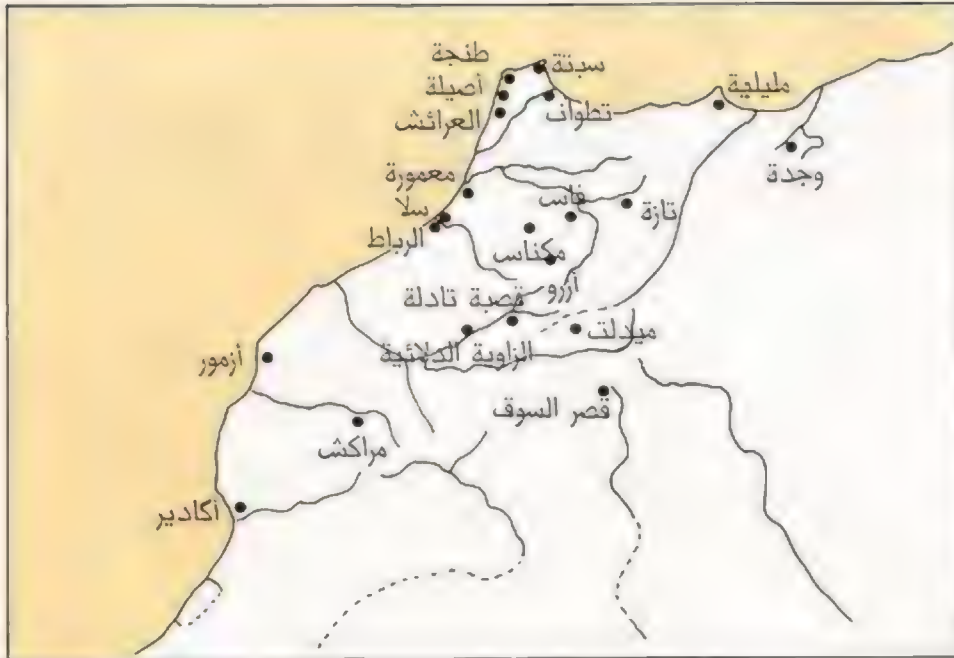 طنجة
سبتة
أصيلة
مليلية
العرائش
تطوان
وجدة
معمورة
فاس
تازة
سلا
الرباط
مكناس
أزرو
قصبة تادلة
ميدلت
الزاوية الدلائية
أزمور
قصر السوق
مراكش
أكادير